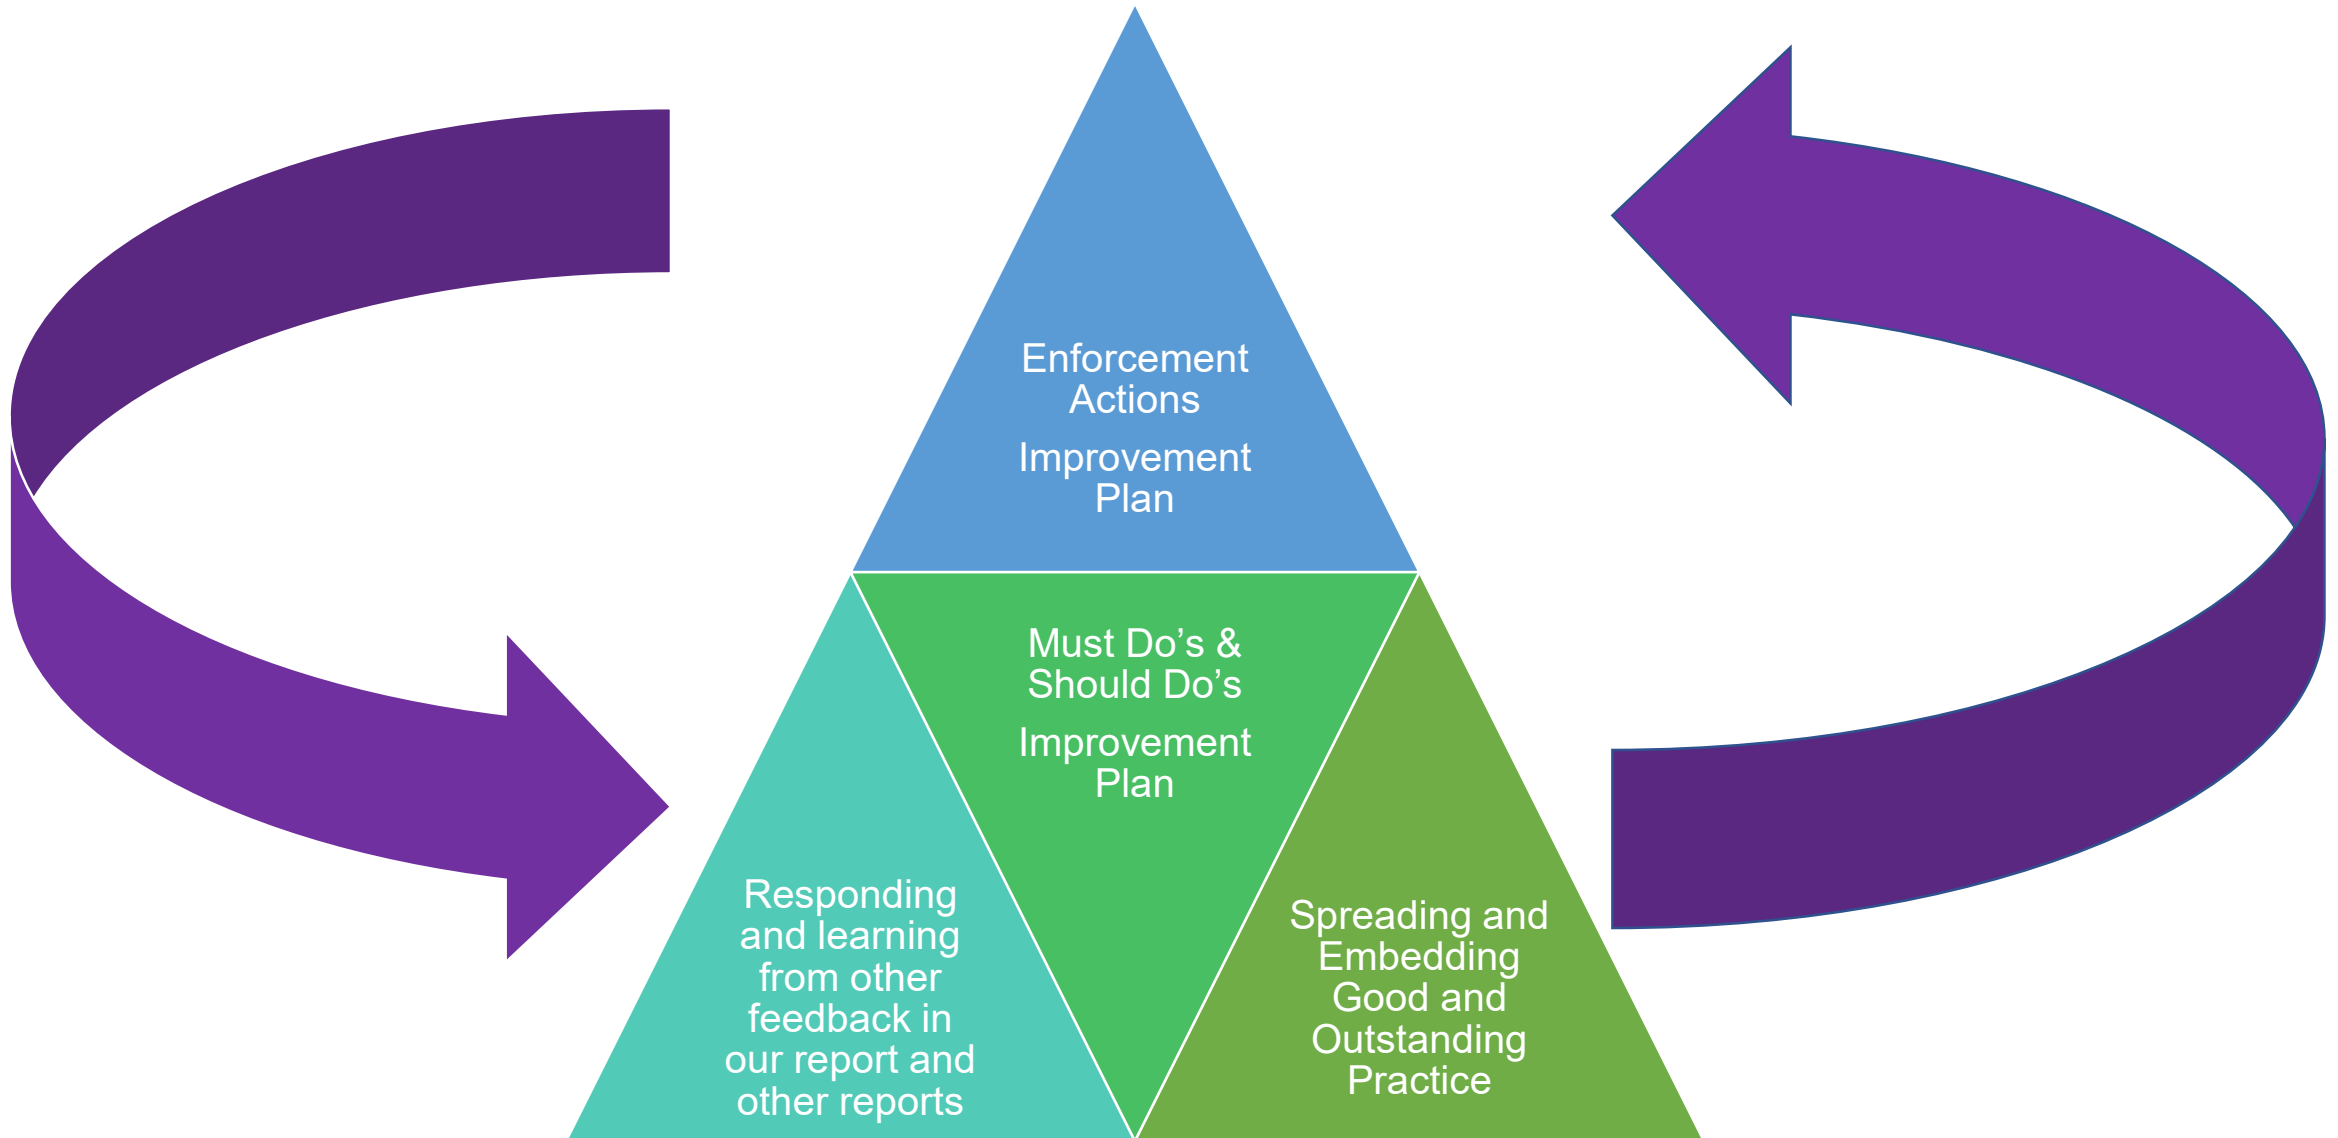 Enforcement
Actions
Improvement
Plan
Must Do’s &
Should Do’s
Improvement
Plan
Responding
and learning
from other
feedback in
our report and
other reports
Spreading and
Embedding
Good and
Outstanding
Practice